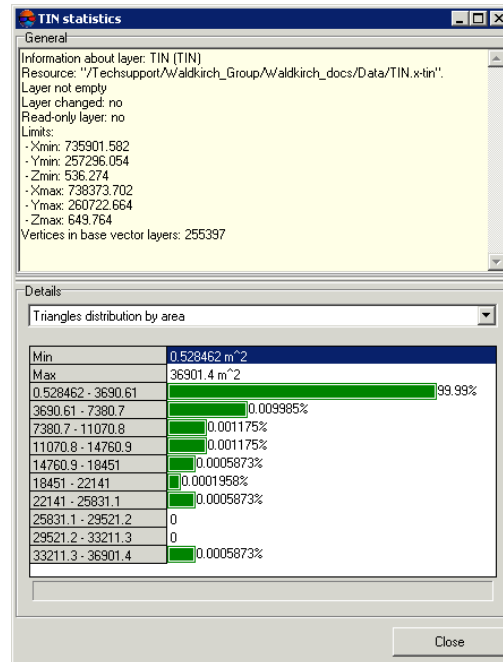 TIN statistics
General
Information about layer: TIN (TIN)
Resource: "/Techsupport/Waldkirch_Group/Waldkirch_docs/Data/TIN.x-tin".
Layer not empty
Layer changed: no
Read-only layer: no
Limits:
- Xmin: 735901.582
- Ymin: 257296.054
- Zmin: 536.274
- Xmax: 738373.702
- Ymax: 260722.664
- Zmax: 649.764
Vertices in base vector layers: 255397
Details
Triangles distribution by area
Min 0.528462 m^2
Max 36901.4 m^2
0.528462 - 3690.61 99.99%
3690.61 - 7380.7 0.009985%
7380.7 - 11070.8 0.001175%
11070.8 - 14760.9 0.001175%
14760.9 - 18451 0.0005873%
18451 - 22141 0.0001958%
22141 - 25831.1 0.0005873%
25831.1 - 29521.2 0
29521.2 - 33211.3 0
33211.3 - 36901.4 0.0005873%
Close